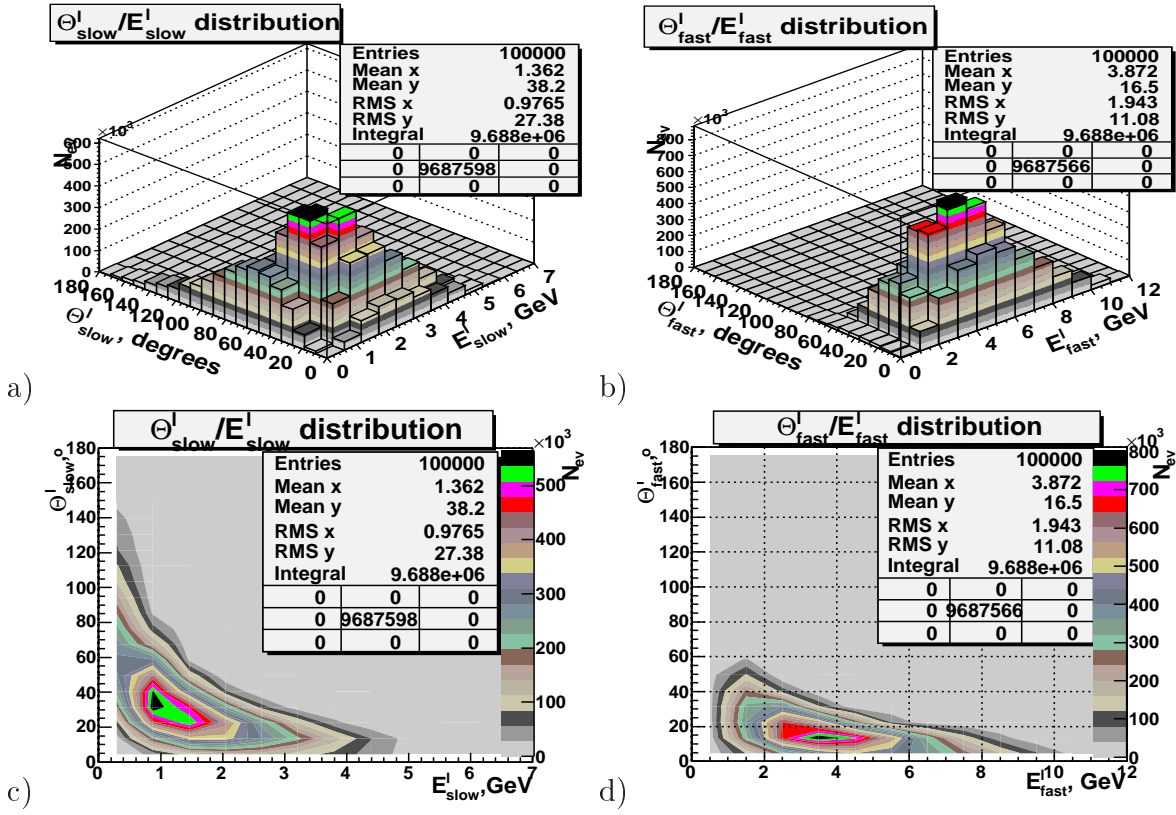 Θ^l_slow/E^l_slow distribution
Entries 100000
Mean x 1.362
Mean y 38.2
RMS x 0.9765
RMS y 27.38
Integral 9.688e+06
0 0 0
0 9687598 0
0 0 0
×10³
N_ev
600
500
400
300
200
100
0
180 160 140 120 100 80 60 40 20 0
Θ^l_slow, degrees
0 1 2 3 4 5 6 7
E^l_slow, GeV
a)
Θ^l_fast/E^l_fast distribution
Entries 100000
Mean x 3.872
Mean y 16.5
RMS x 1.943
RMS y 11.08
Integral 9.688e+06
0 0 0
0 9687566 0
0 0 0
×10³
N_ev
800
700
600
500
400
300
200
100
0
180 160 140 120 100 80 60 40 20 0
Θ^l_fast, degrees
0 2 4 6 8 10 12
E^l_fast, GeV
b)
Θ^l_slow/E^l_slow distribution
Θ^l_slow,°
180
160
140
120
100
80
60
40
20
0
Entries 100000
Mean x 1.362
Mean y 38.2
RMS x 0.9765
RMS y 27.38
Integral 9.688e+06
0 0 0
0 9687598 0
0 0 0
×10³
N_ev
500
400
300
200
100
0
0 1 2 3 4 5 6 7
E^l_slow,GeV
c)
Θ^l_fast/E^l_fast distribution
Θ^l_fast,°
180
160
140
120
100
80
60
40
20
0
Entries 100000
Mean x 3.872
Mean y 16.5
RMS x 1.943
RMS y 11.08
Integral 9.688e+06
0 0 0
0 9687566 0
0 0 0
×10³
N_ev
800
700
600
500
400
300
200
100
0
0 2 4 6 8 10 12
E^l_fast, GeV
d)